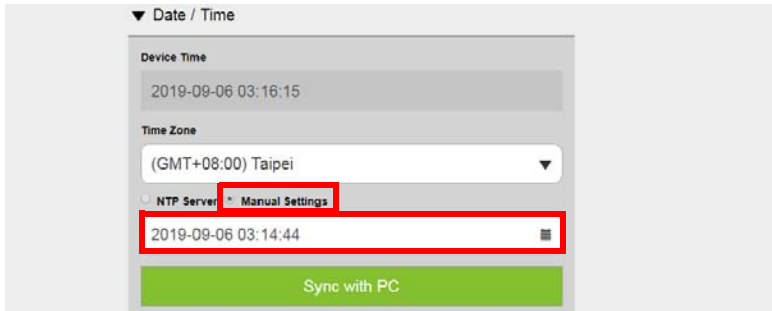 Date / Time
Device Time
2019-09-06 03:16:15
Time Zone
(GMT+08:00) Taipei
NTP Server Manual Settings
2019-09-06 03:14:44
Sync with PC